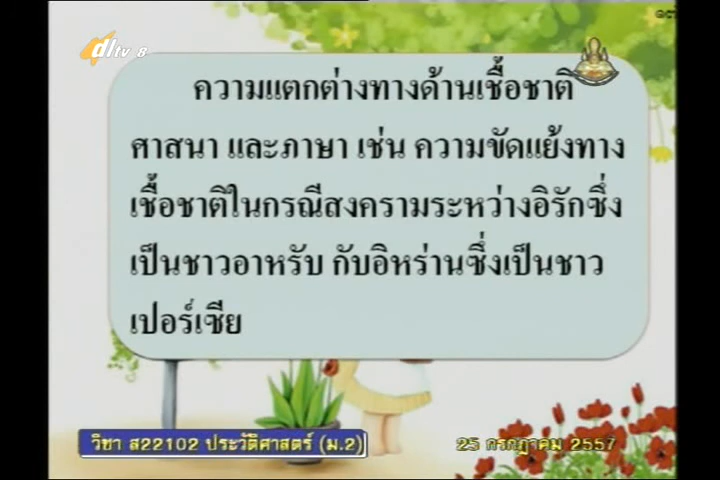 dltv 8
ความแตกต่างทางด้านเชื้อชาติ
ศาสนา และภาษา เช่น ความขัดแย้งทาง
เชื้อชาติในกรณีสงครามระหว่างอิรักซึ่ง
เป็นชาวอาหรับ กับอิหร่านซึ่งเป็นชาว
เปอร์เซีย
วิชา ส22102 ประวัติศาสตร์ (ม.2)
25 กรกฎาคม 2557